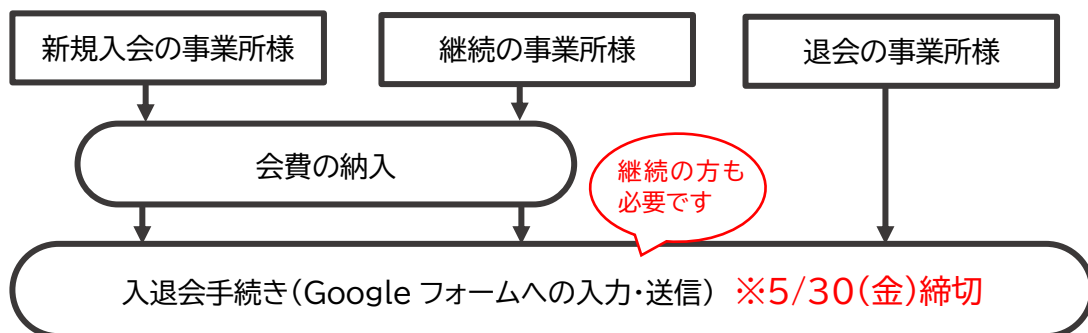 新規入会の事業所様
継続の事業所様
退会の事業所様
会費の納入
継続の方も
必要です
入退会手続き(Google フォームへの入力・送信) ※5/30(金)締切